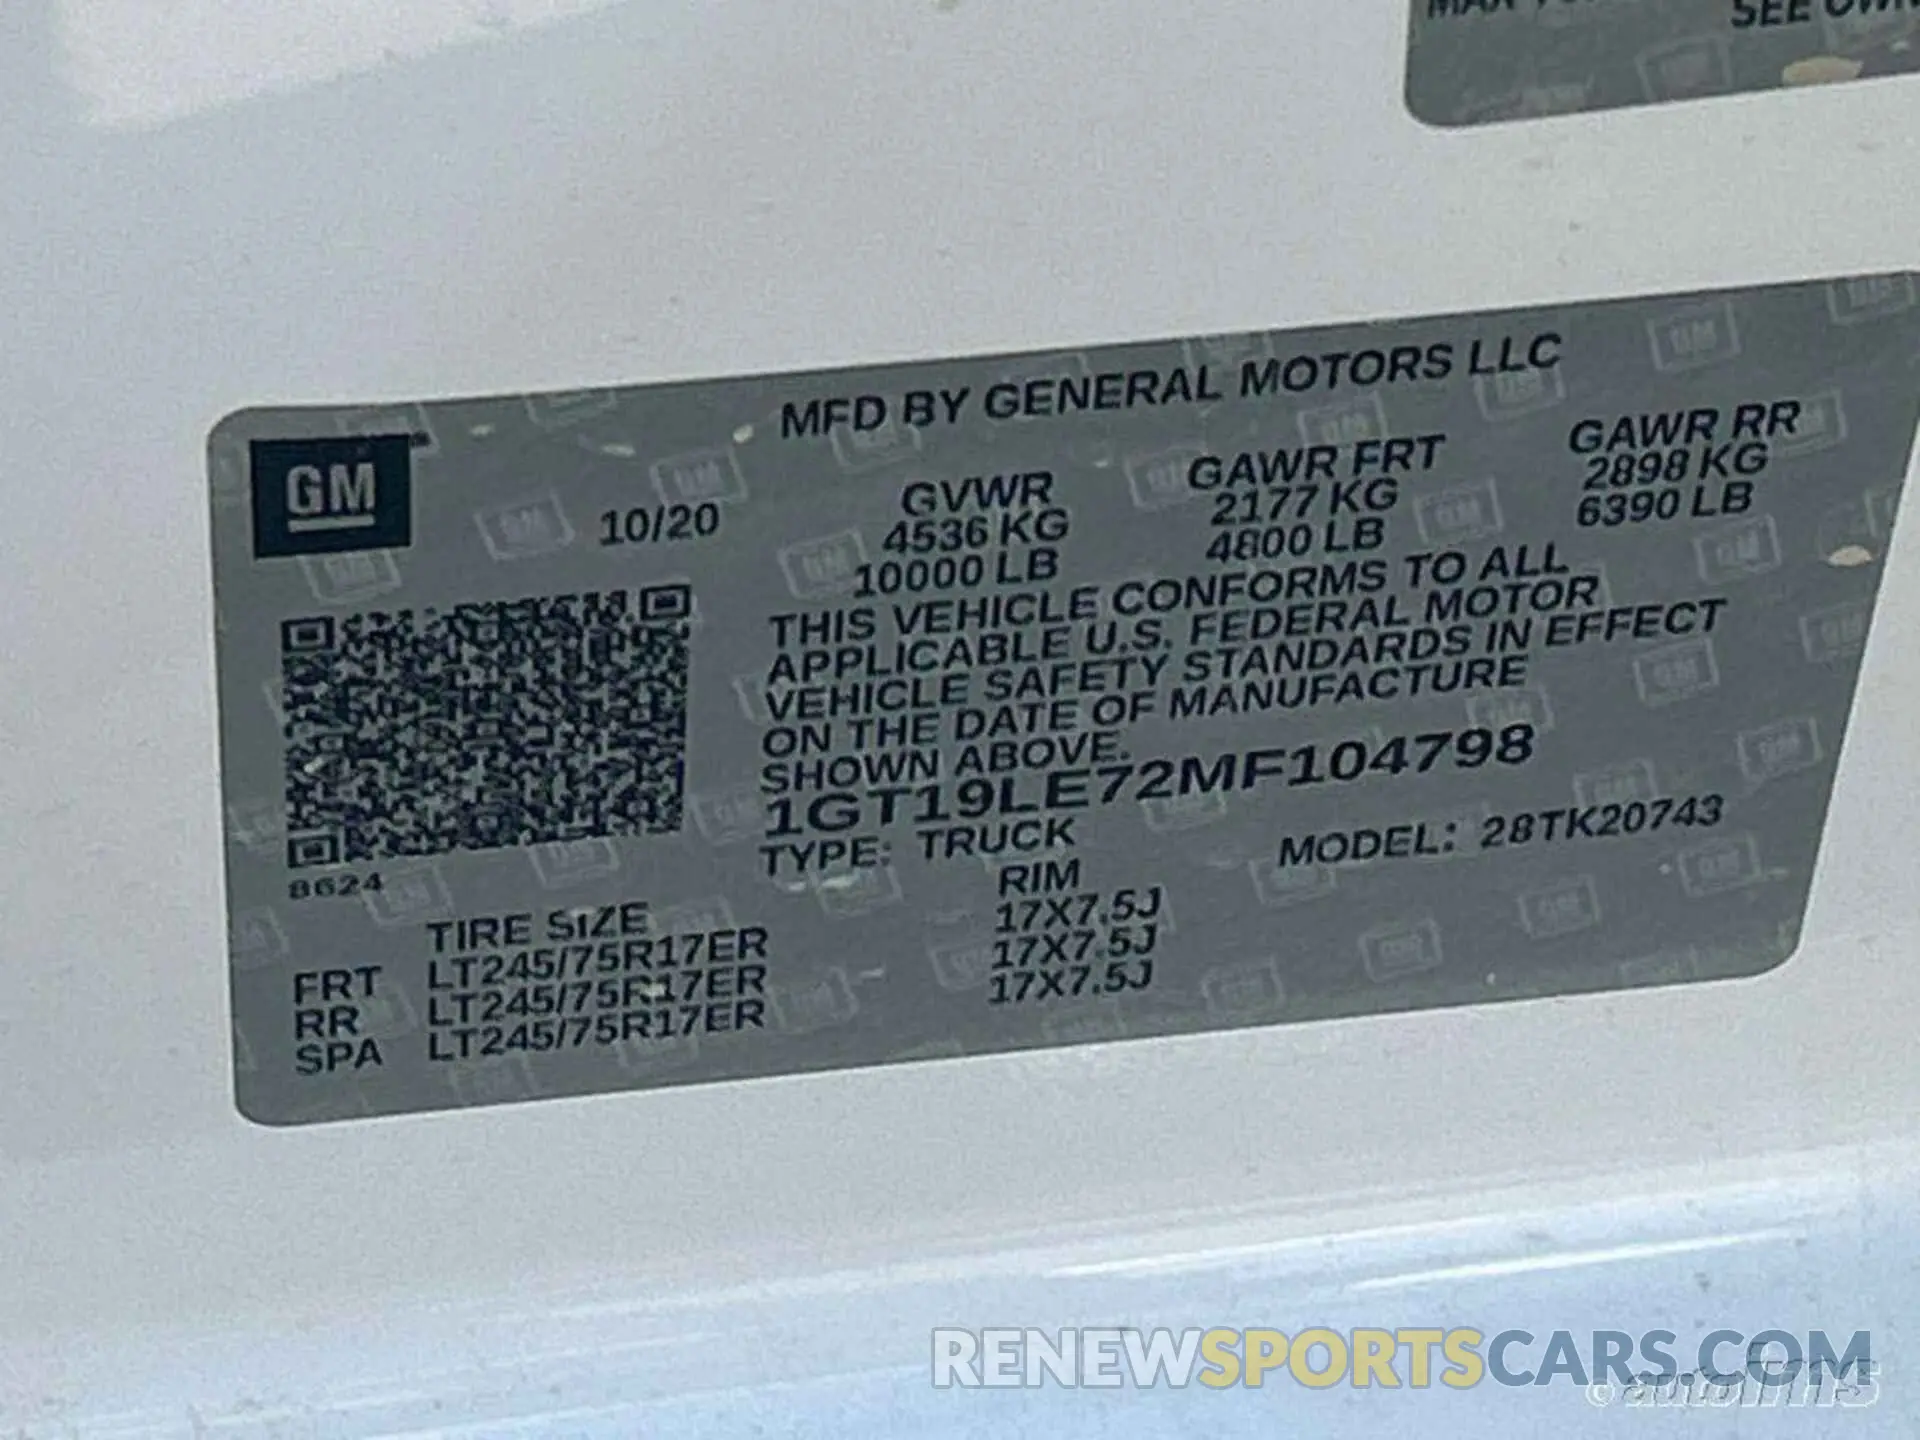 SEE OWN
MFD BY GENERAL MOTORS LLC
GM
10/20
GVWR GAWR FRT GAWR RR
4536 KG 2177 KG 2898 KG
10000 LB 4800 LB 6390 LB
THIS VEHICLE CONFORMS TO ALL
APPLICABLE U.S. FEDERAL MOTOR
VEHICLE SAFETY STANDARDS IN EFFECT
ON THE DATE OF MANUFACTURE
SHOWN ABOVE.
1GT19LE72MF104798
TYPE: TRUCK MODEL: 28TK20743
8624
TIRE SIZE RIM
FRT LT245/75R17ER 17X7.5J
RR LT245/75R17ER 17X7.5J
SPA LT245/75R17ER 17X7.5J
RENEWSPORTSCARS.COM